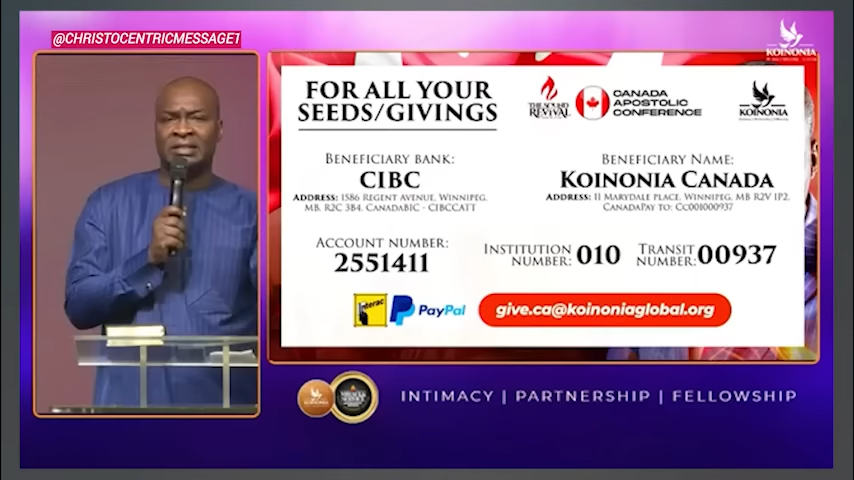 @CHRISTOCENTRICMESSAGE1
KOINONIA
FOR ALL YOUR
SEEDS/GIVINGS
THE SOUND
REVIVAL
CANADA
APOSTOLIC
CONFERENCE
KOINONIA
BENEFICIARY BANK:
CIBC
ADDRESS: 1586 REGENT AVENUE, WINNIPEG,
MB, R2C 3B4, CANADABIC - CIBCCATT
BENEFICIARY NAME:
KOINONIA CANADA
ADDRESS: 11 MARYDALE PLACE, WINNIPEG, MB R2V 1P2,
CANADAPAY TO: CC001000937
ACCOUNT NUMBER:
2551411
INSTITUTION
NUMBER: 010
TRANSIT
NUMBER: 00937
Interac
PayPal
give.ca@koinoniaglobal.org
INTIMACY | PARTNERSHIP | FELLOWSHIP